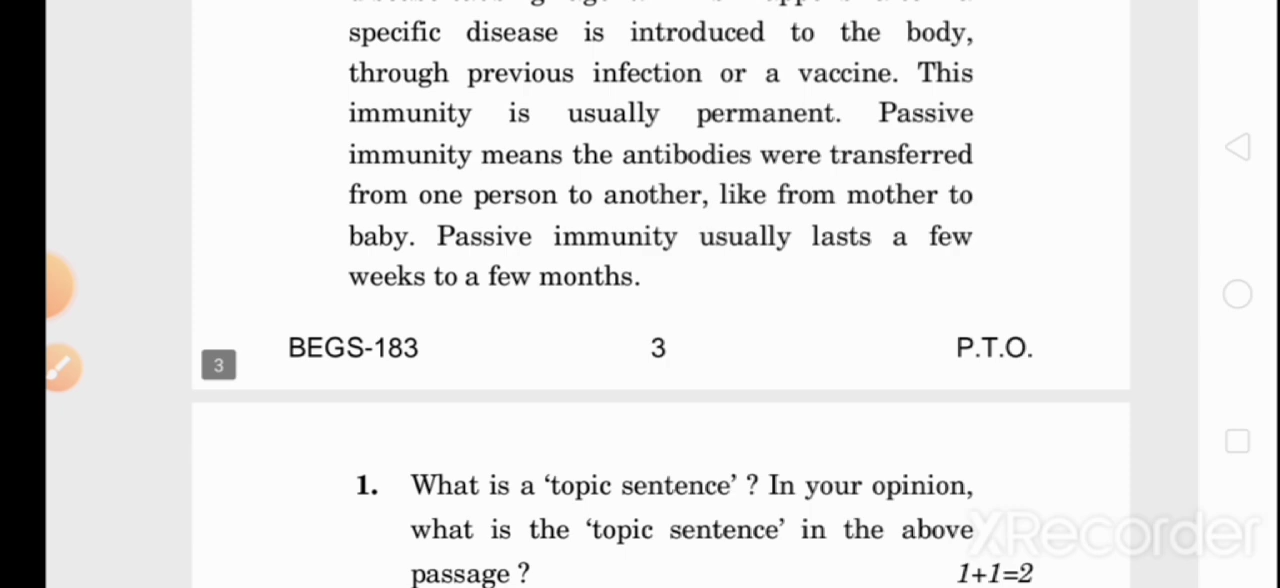 specific disease is introduced to the body,
through previous infection or a vaccine. This
immunity is usually permanent. Passive
immunity means the antibodies were transferred
from one person to another, like from mother to
baby. Passive immunity usually lasts a few
weeks to a few months.
BEGS-183 3 P.T.O.
3
1. What is a ‘topic sentence’ ? In your opinion,
what is the ‘topic sentence’ in the above
passage ? 1+1=2
XRecorder